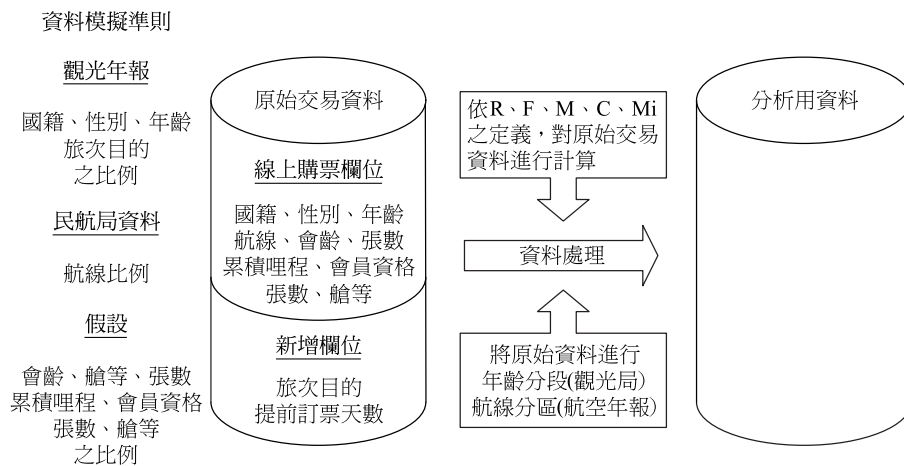 資料模擬準則
觀光年報
國籍、性別、年齡
旅次目的
之比例
民航局資料
航線比例
假設
會齡、艙等、張數
累積哩程、會員資格
張數、艙等
之比例
原始交易資料
線上購票欄位
國籍、性別、年齡
航線、會齡、張數
累積哩程、會員資格
張數、艙等
新增欄位
旅次目的
提前訂票天數
依R、F、M、C、Mi
之定義，對原始交易
資料進行計算
資料處理
將原始資料進行
年齡分段(觀光局)
航線分區(航空年報)
分析用資料